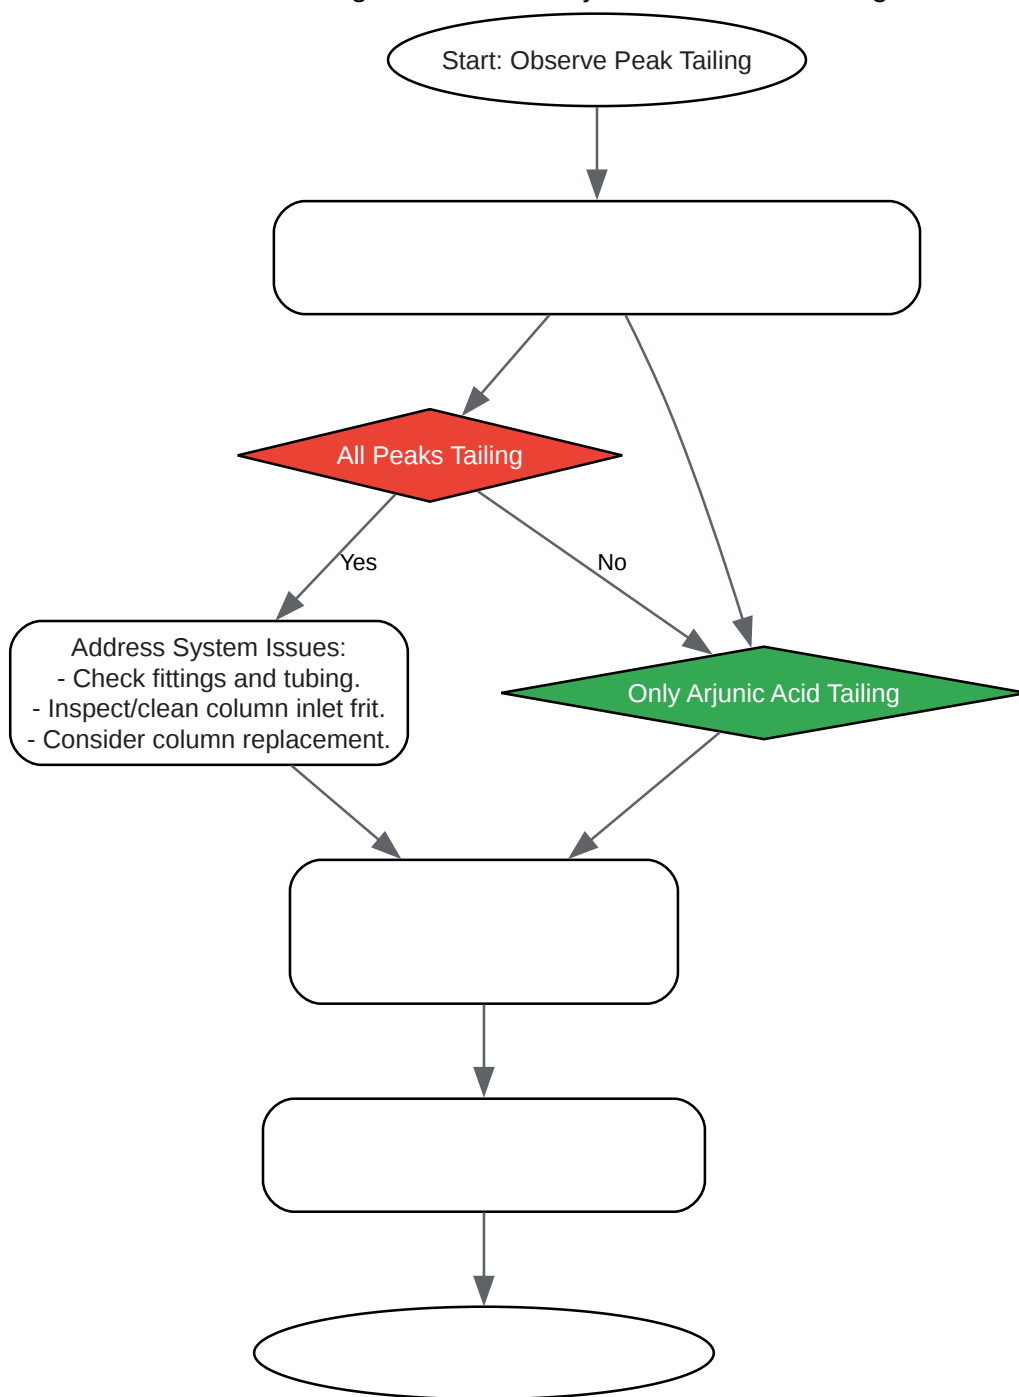 Start: Observe Peak Tailing
All Peaks Tailing
Yes
No
Address System Issues:
- Check fittings and tubing.
- Inspect/clean column inlet frit.
- Consider column replacement.
Only Arjunic Acid Tailing